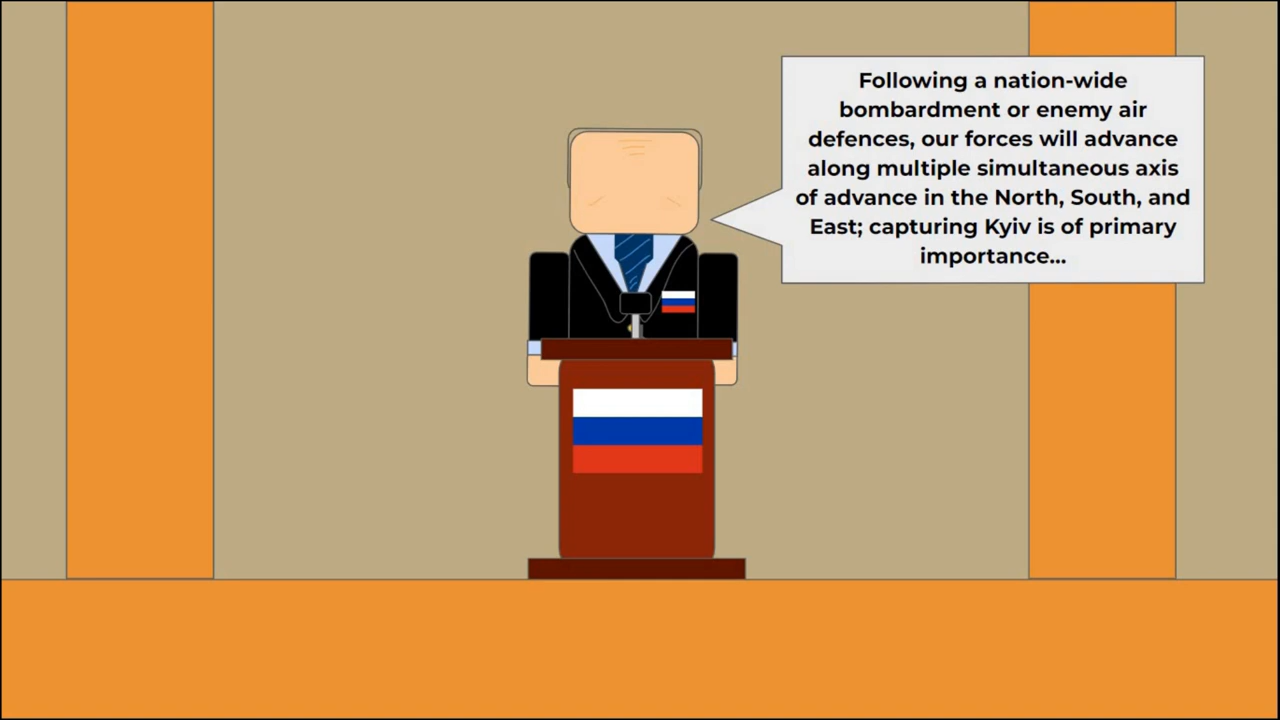 Following a nation-wide
bombardment or enemy air
defences, our forces will advance
along multiple simultaneous axis
of advance in the North, South, and
East; capturing Kyiv is of primary
importance...